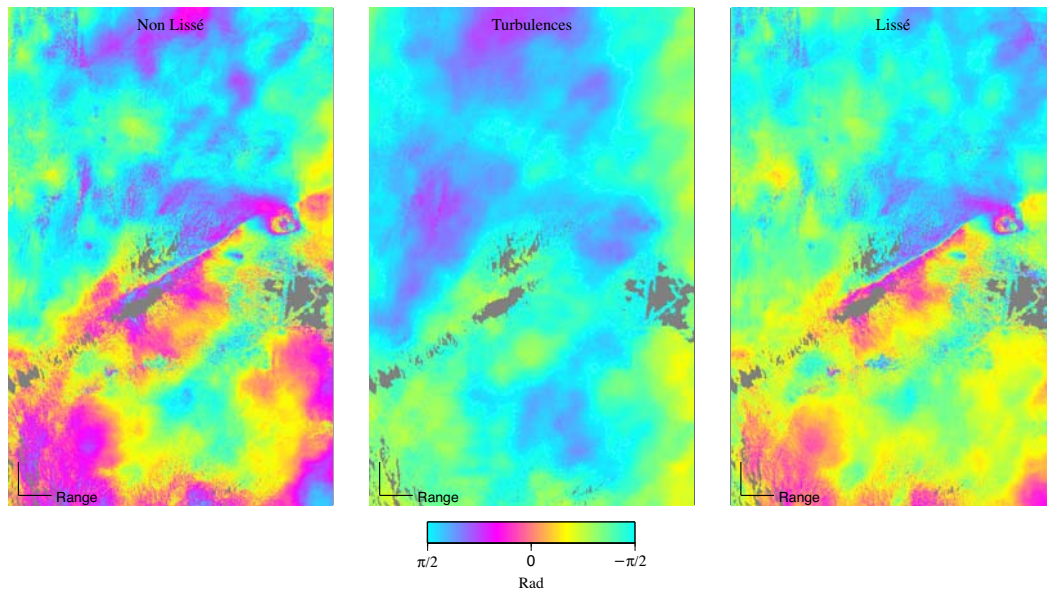 Non Lissé
Turbulences
Lissé
Range
Range
Range
π/2
0
−π/2
Rad